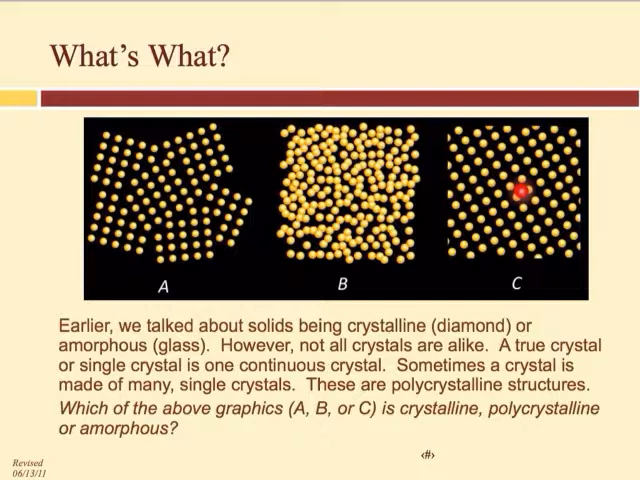 What's What?
A
B
C
Earlier, we talked about solids being crystalline (diamond) or
amorphous (glass).  However, not all crystals are alike.  A true crystal
or single crystal is one continuous crystal.  Sometimes a crystal is
made of many, single crystals.  These are polycrystalline structures.
Which of the above graphics (A, B, or C) is crystalline, polycrystalline
or amorphous?
‹#›
Revised
06/13/11